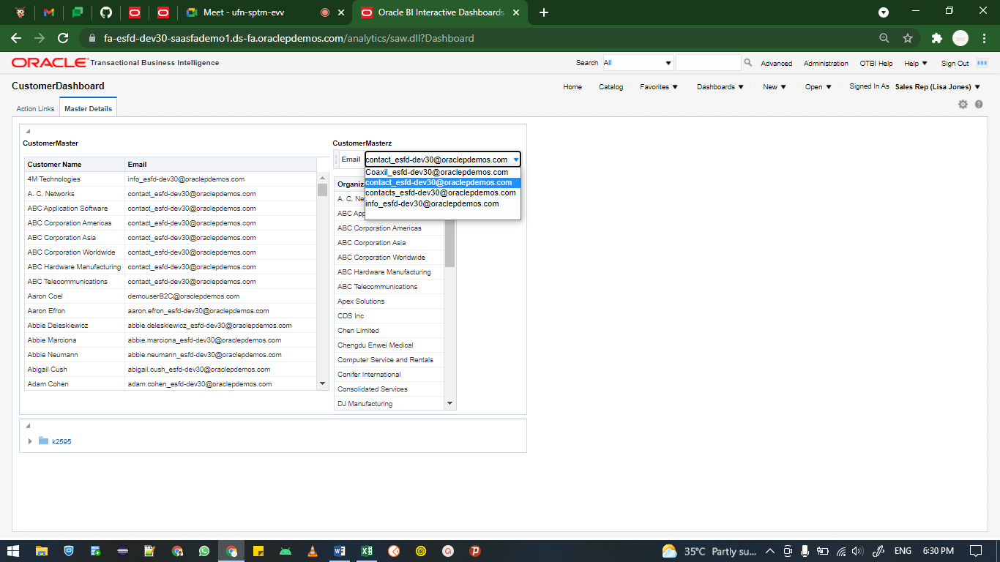 Meet - ufn-sptm-evv
Oracle BI Interactive Dashboards
fa-esfd-dev30-saasfademo1.ds-fa.oraclepdemos.com/analytics/saw.dll?Dashboard
ORACLE Transactional Business Intelligence
Search All Advanced Administration OTBI Help Help Sign Out
CustomerDashboard
Home Catalog Favorites Dashboards New Open Signed In As Sales Rep (Lisa Jones)
Action Links Master Details
CustomerMaster
Customer Name Email
4M Technologies info_esfd-dev30@oraclepdemos.com
A. C. Networks contact_esfd-dev30@oraclepdemos.com
ABC Application Software contact_esfd-dev30@oraclepdemos.com
ABC Corporation Americas contact_esfd-dev30@oraclepdemos.com
ABC Corporation Asia contact_esfd-dev30@oraclepdemos.com
ABC Corporation Worldwide contact_esfd-dev30@oraclepdemos.com
ABC Hardware Manufacturing contact_esfd-dev30@oraclepdemos.com
ABC Telecommunications contact_esfd-dev30@oraclepdemos.com
Aaron Coel demouserB2C@oraclepdemos.com
Aaron Efron aaron.efron_esfd-dev30@oraclepdemos.com
Abbie Deleskiewicz abbie.deleskiewicz_esfd-dev30@oraclepdemos.com
Abbie Marciona abbie.marciona_esfd-dev30@oraclepdemos.com
Abbie Neumann abbie.neumann_esfd-dev30@oraclepdemos.com
Abigail Cush abigail.cush_esfd-dev30@oraclepdemos.com
Adam Cohen adam.cohen_esfd-dev30@oraclepdemos.com
CustomerMasterz
Email contact_esfd-dev30@oraclepdemos.com
Coaxil_esfd-dev30@oraclepdemos.com
contact_esfd-dev30@oraclepdemos.com
contacts_esfd-dev30@oraclepdemos.com
info_esfd-dev30@oraclepdemos.com
Organiz
A. C. Ne
ABC App
ABC Corporation Americas
ABC Corporation Asia
ABC Corporation Worldwide
ABC Hardware Manufacturing
ABC Telecommunications
Apex Solutions
CDS Inc
Chen Limited
Chengdu Enwei Medical
Computer Service and Rentals
Conifer International
Consolidated Services
DJ Manufacturing
k2595
35°C Partly su... ENG 6:30 PM